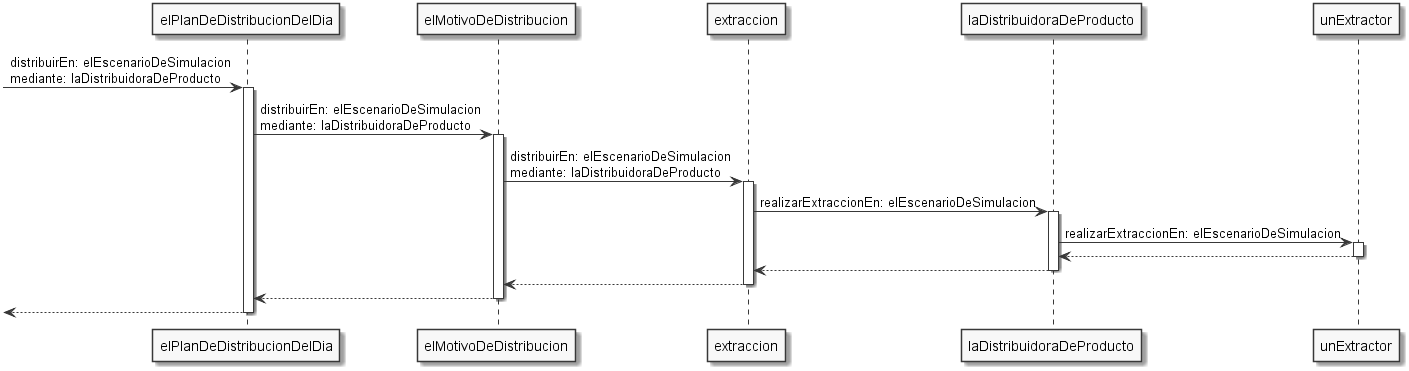 elPlanDeDistribucionDelDia
elMotivoDeDistribucion
extraccion
laDistribuidoraDeProducto
unExtractor
distribuirEn: elEscenarioDeSimulacion
mediante: laDistribuidoraDeProducto
distribuirEn: elEscenarioDeSimulacion
mediante: laDistribuidoraDeProducto
distribuirEn: elEscenarioDeSimulacion
mediante: laDistribuidoraDeProducto
realizarExtraccionEn: elEscenarioDeSimulacion
realizarExtraccionEn: elEscenarioDeSimulacion
elPlanDeDistribucionDelDia
elMotivoDeDistribucion
extraccion
laDistribuidoraDeProducto
unExtractor